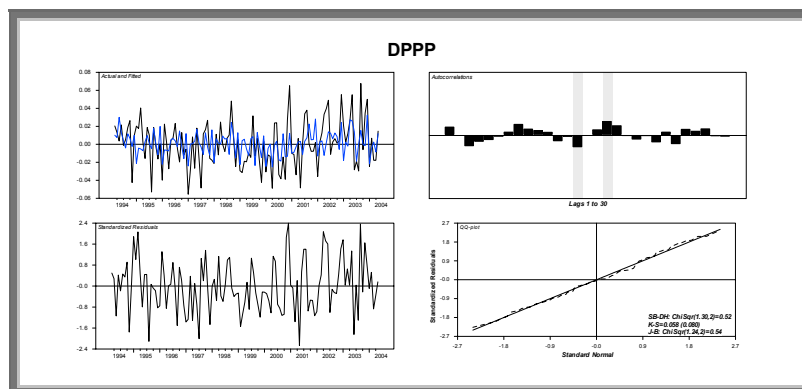 DPPP
Actual and Fitted
0.08
0.06
0.04
0.02
0.00
-0.02
-0.04
-0.06
1994 1995 1996 1997 1998 1999 2000 2001 2002 2003 2004
Autocorrelations
Lags 1 to 30
Standardized Residuals
2.4
1.6
0.8
-0.0
-0.8
-1.6
-2.4
1994 1995 1996 1997 1998 1999 2000 2001 2002 2003 2004
QQ-plot
Standardized Residuals
2.7
1.8
0.9
-0.0
-0.9
-1.8
-2.7
SB-DH: ChiSqr(1.30,2)=0.52
K-S=0.058 (0.080)
J-B: ChiSqr(1.24,2)=0.54
-2.7 -1.8 -0.9 -0.0 0.9 1.8 2.7
Standard Normal